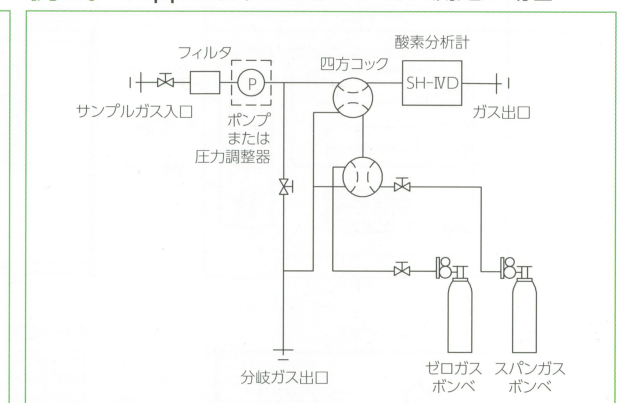 フィルタ
P
四方コック
酸素分析計
SH-ⅣD
サンプルガス入口
ポンプ
または
圧力調整器
ガス出口
分岐ガス出口
ゼロガス
ボンベ
スパンガス
ボンベ